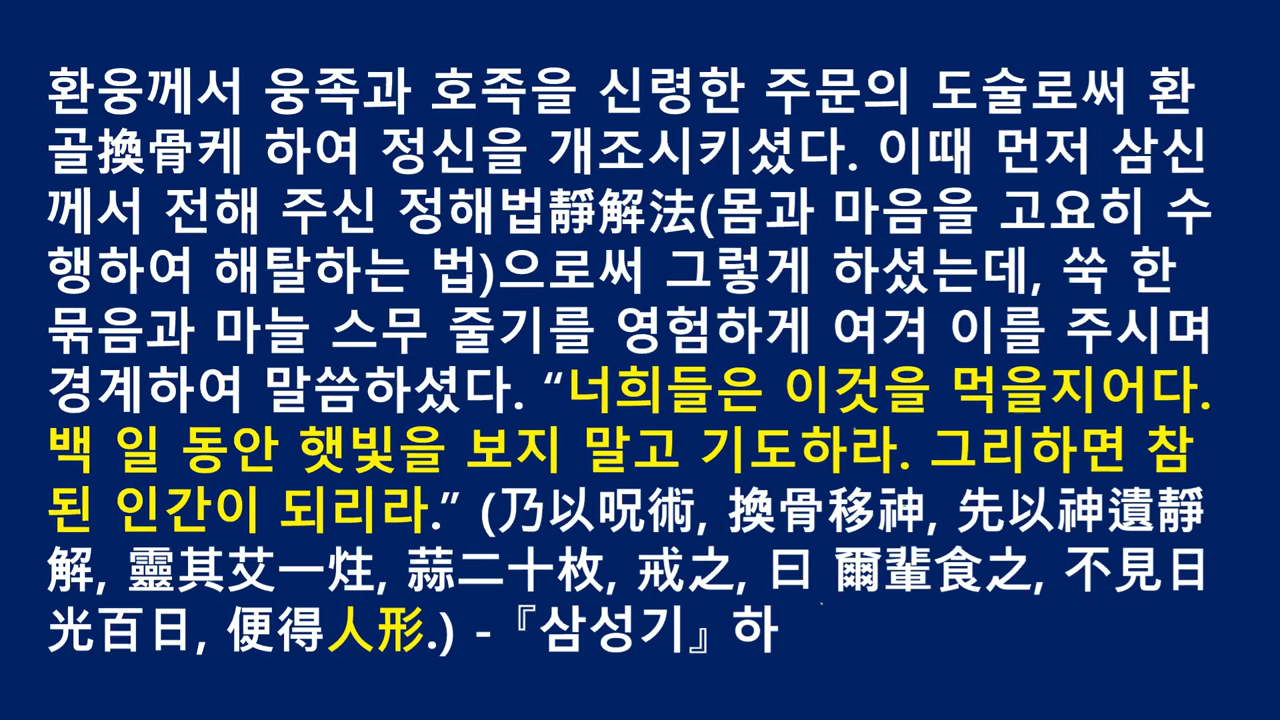 환웅께서 웅족과 호족을 신령한 주문의 도술로써 환
골換骨케 하여 정신을 개조시키셨다. 이때 먼저 삼신
께서 전해 주신 정해법靜解法(몸과 마음을 고요히 수
행하여 해탈하는 법)으로써 그렇게 하셨는데, 쑥 한
묶음과 마늘 스무 줄기를 영험하게 여겨 이를 주시며
경계하여 말씀하셨다. “너희들은 이것을 먹을지어다.
백 일 동안 햇빛을 보지 말고 기도하라. 그리하면 참
된 인간이 되리라.” (乃以呪術, 換骨移神, 先以神遺靜
解, 靈其艾一炷, 蒜二十枚, 戒之, 曰 爾輩食之, 不見日
光百日, 便得人形.) -『삼성기』하